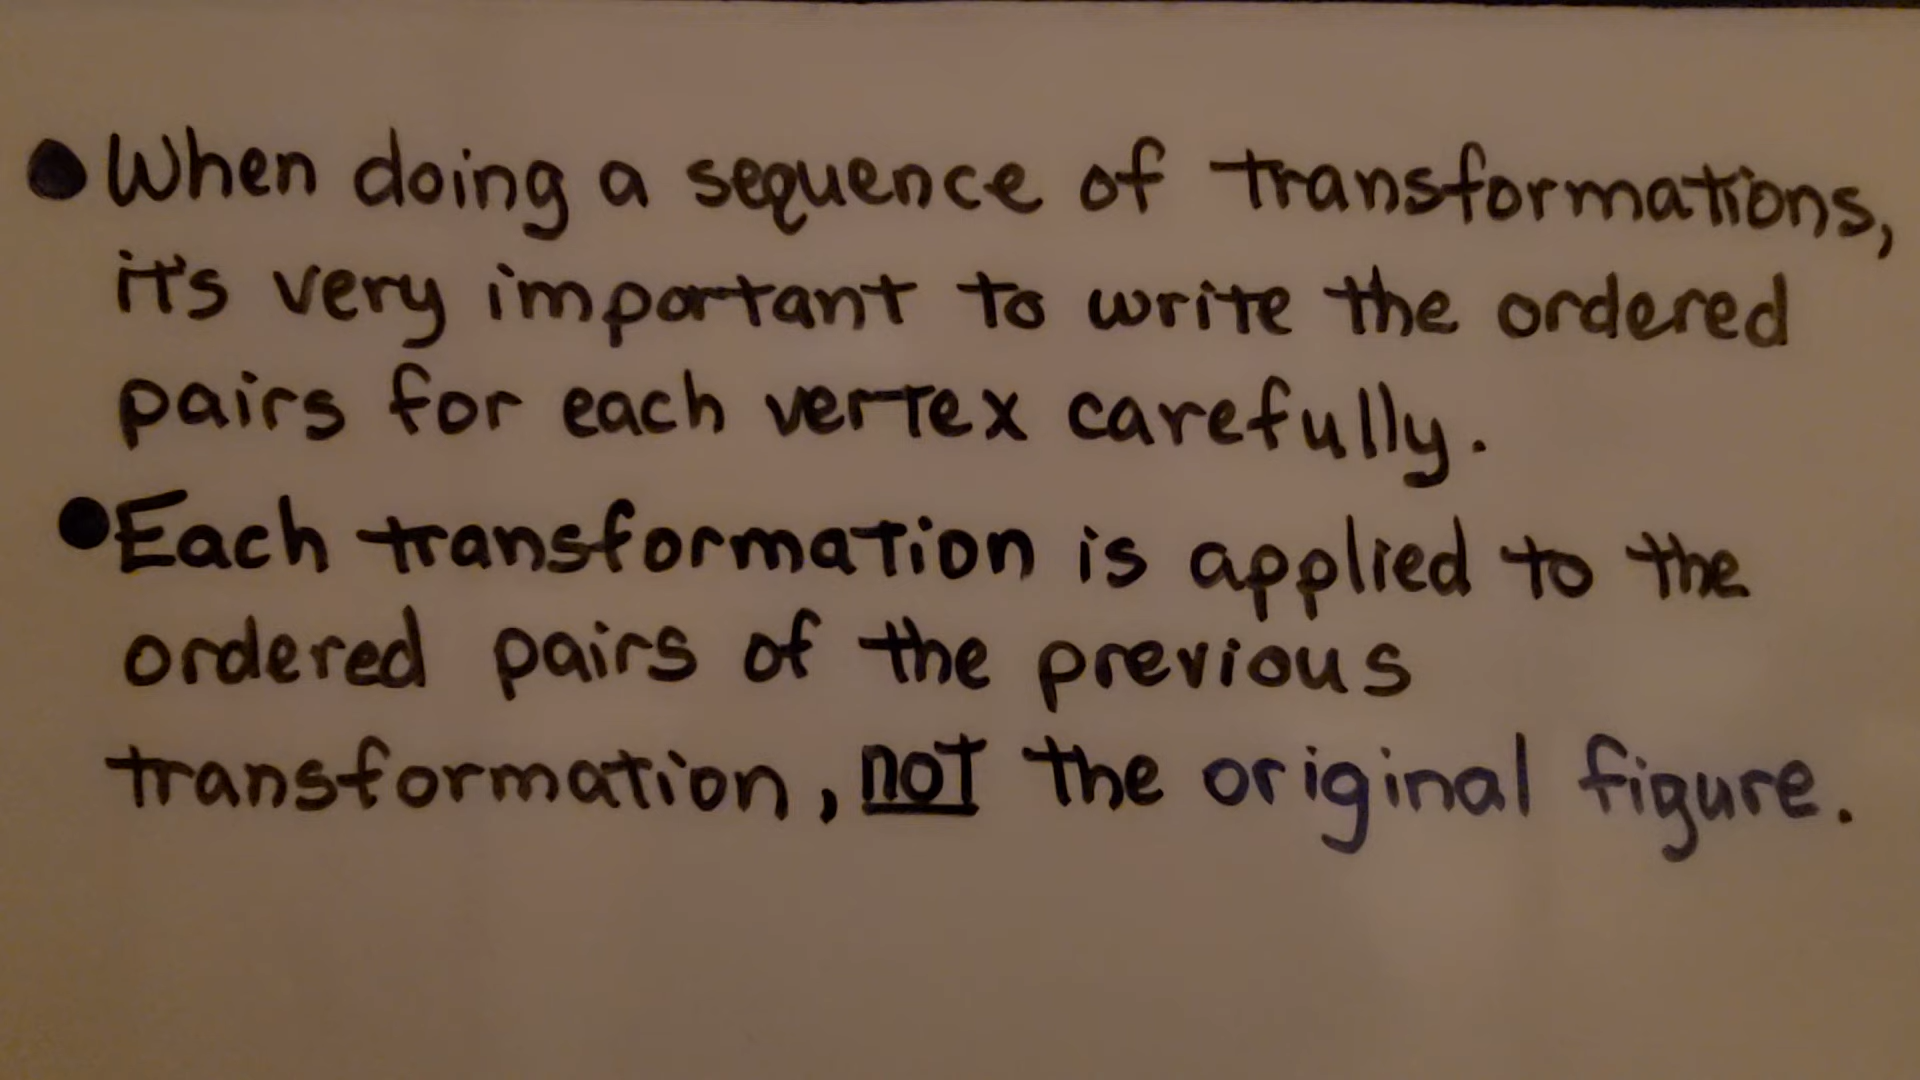 ● When doing a sequence of transformations,
it's very important to write the ordered
pairs for each vertex carefully.
● Each transformation is applied to the
ordered pairs of the previous
transformation, not the original figure.